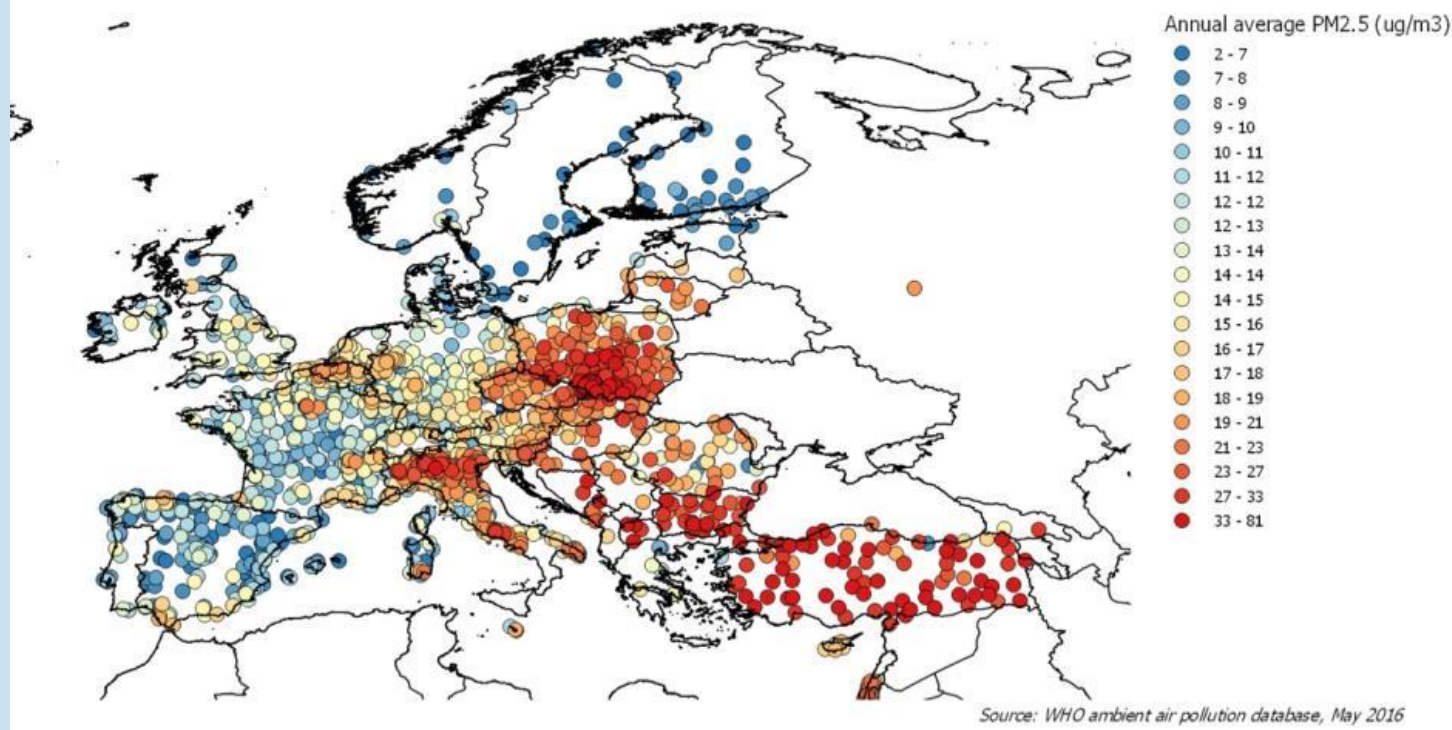 Annual average PM2.5 (ug/m3)
2 - 7
7 - 8
8 - 9
9 - 10
10 - 11
11 - 12
12 - 12
12 - 13
13 - 14
14 - 14
14 - 15
15 - 16
16 - 17
17 - 18
18 - 19
19 - 21
21 - 23
23 - 27
27 - 33
33 - 81
Source: WHO ambient air pollution database, May 2016